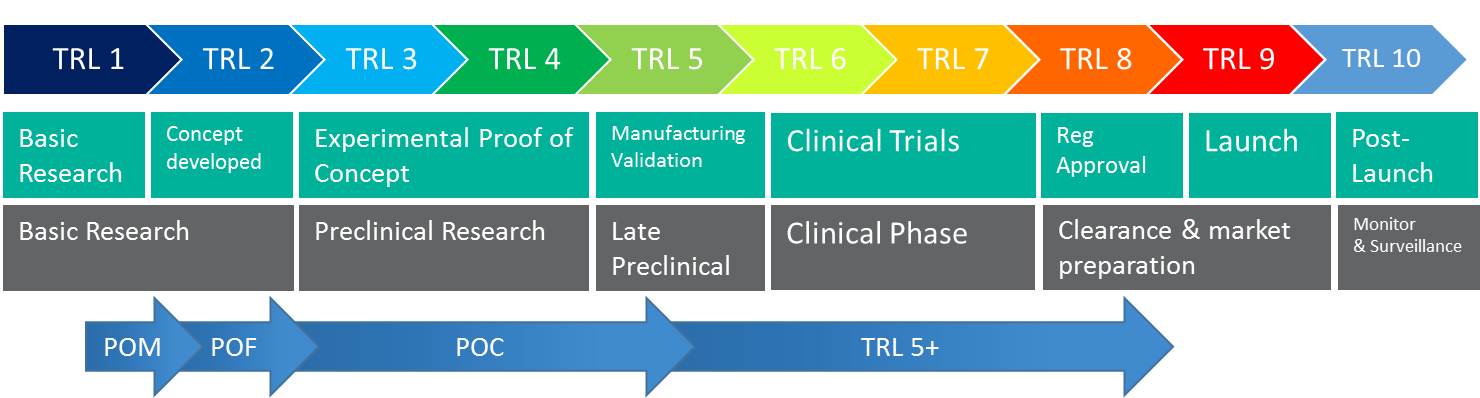 TRL 1
TRL 2
TRL 3
TRL 4
TRL 5
TRL 6
TRL 7
TRL 8
TRL 9
TRL 10
Basic
Research
Concept
developed
Experimental Proof of
Concept
Manufacturing
Validation
Clinical Trials
Reg
Approval
Launch
Post-
Launch
Basic Research
Preclinical Research
Late
Preclinical
Clinical Phase
Clearance & market
preparation
Monitor
& Surveillance
POM
POF
POC
TRL 5+